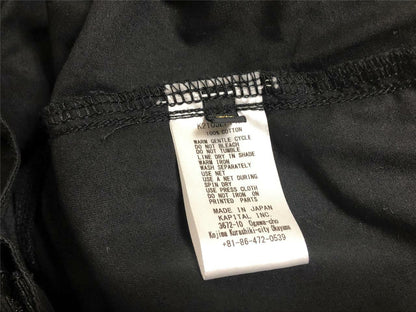 100% COTTON
WARM GENTLE CYCLE
DO NOT BLEACH
DO NOT TUMBLE
LINE DRY IN SHADE
WARM IRON
WASH SEPARATELY
USE NET
USE A NET DURING
SPIN DRY
USE PRESS CLOTH
DO NOT IRON ON
PRINTED PARTS
MADE IN JAPAN
KAPITAL INC.
3672-10 Ogawa-cho
Kojima Kurashiki-city Okayama
+81-86-472-0539